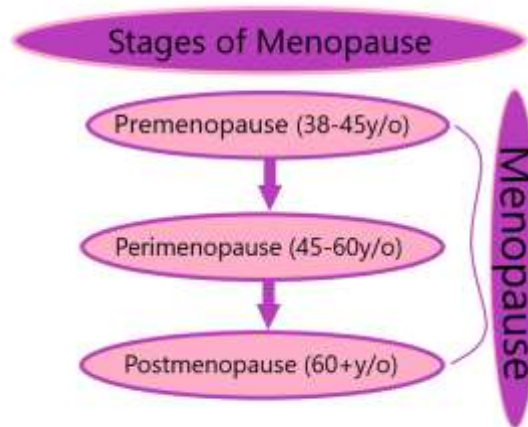 Stages of Menopause
Premenopause (38-45y/o)
Perimenopause (45-60y/o)
Postmenopause (60+y/o)
Menopause